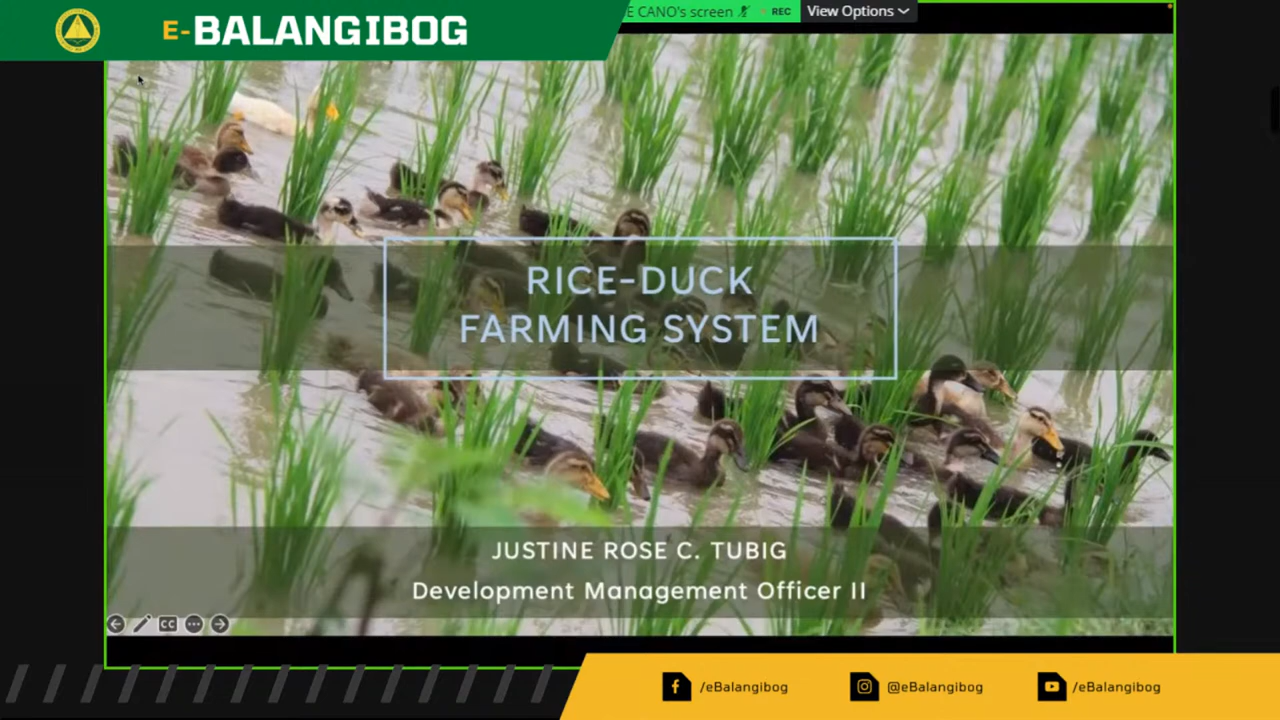 E-BALANGIBOG
E CANO's screen
REC
View Options
RICE-DUCK
FARMING SYSTEM
JUSTINE ROSE C. TUBIG
Development Management Officer II
CC
/eBalangibog
@eBalangibog
/eBalangibog